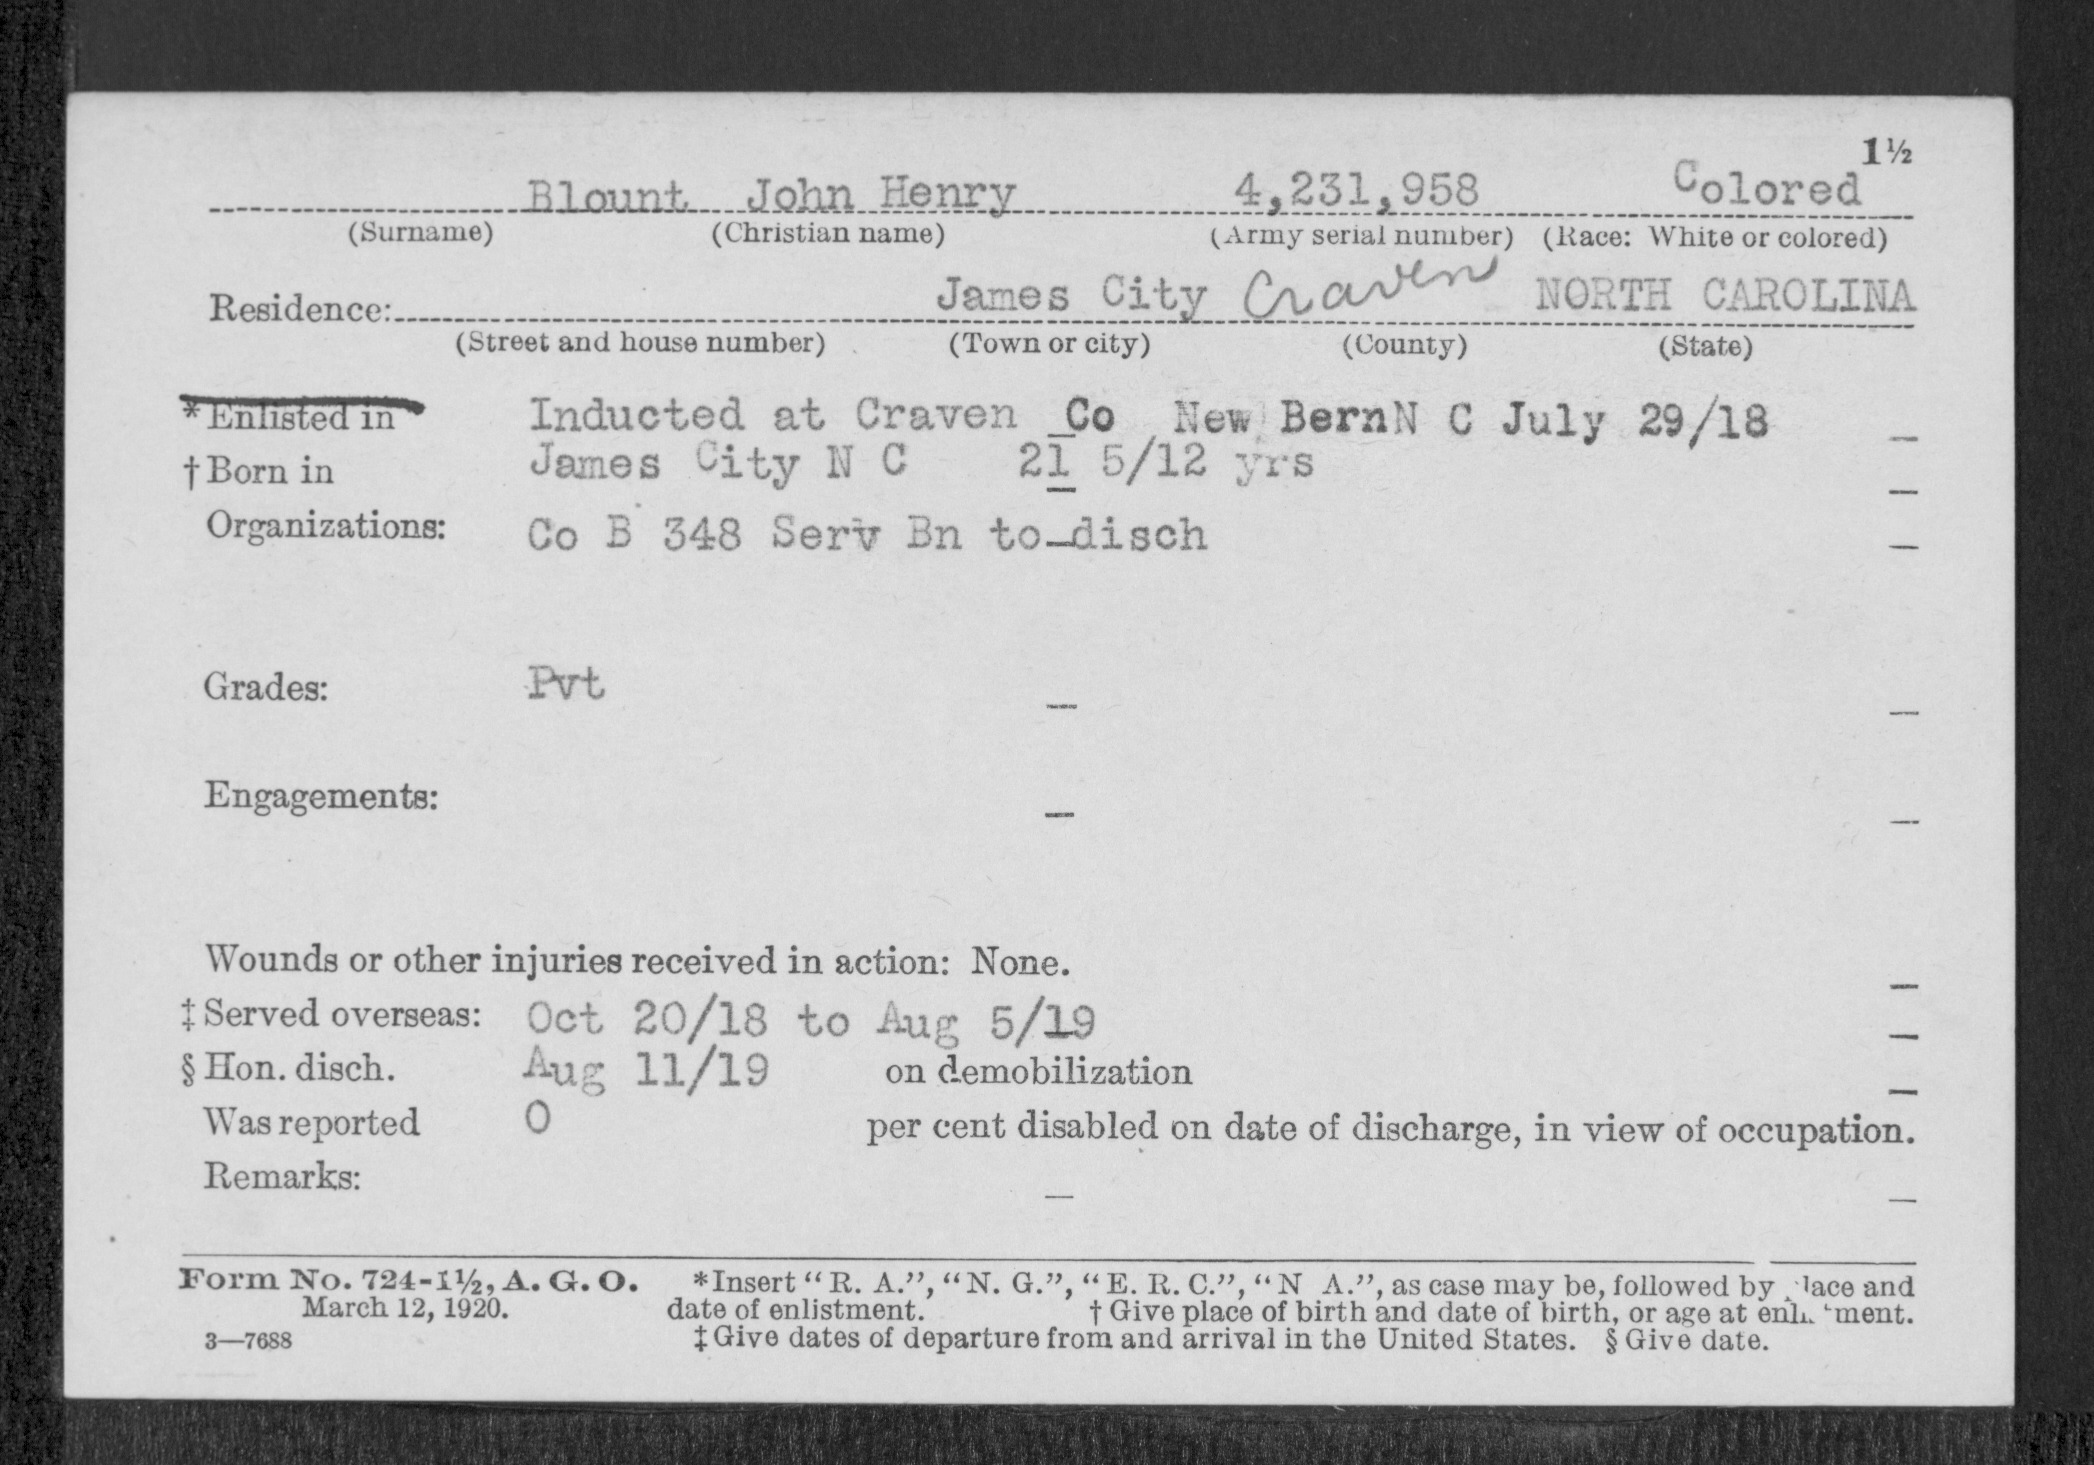 1½
Blount John Henry 4,231,958 Colored
(Surname) (Christian name) (Army serial number) (Race: White or colored)
Residence: James City Craven NORTH CAROLINA
(Street and house number) (Town or city) (County) (State)
* Enlisted in Inducted at Craven Co New Bern N C July 29/18 —
† Born in James City N C 21 5/12 yrs —
Organizations: Co B 348 Serv Bn to disch —
Grades: Pvt — —
Engagements: — —
Wounds or other injuries received in action: None. —
‡ Served overseas: Oct 20/18 to Aug 5/19 —
§ Hon. disch. Aug 11/19 on demobilization —
Was reported 0 per cent disabled on date of discharge, in view of occupation.
Remarks: — —
Form No. 724-1½, A. G. O. *Insert "R. A.", "N. G.", "E. R. C.", "N A.", as case may be, followed by place and
March 12, 1920. date of enlistment. † Give place of birth and date of birth, or age at enlistment.
3—7688 ‡ Give dates of departure from and arrival in the United States. § Give date.